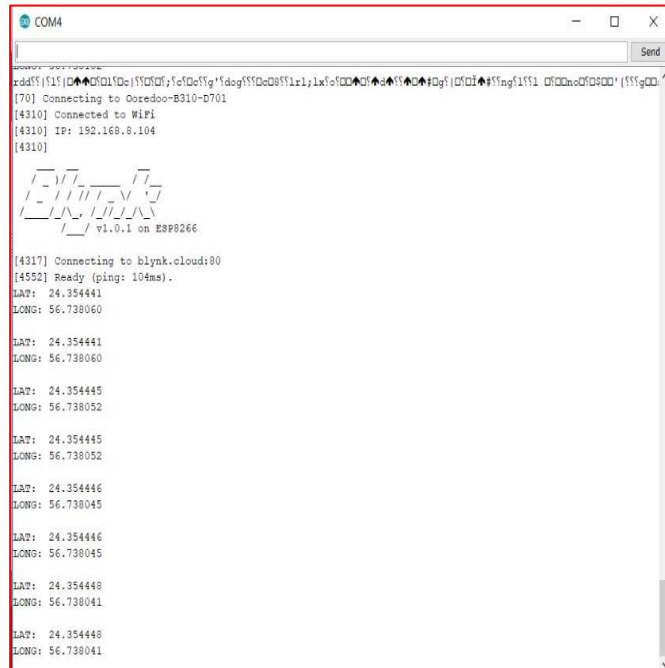 COM4
Send
[70] Connecting to Ooredoo-B310-D701
[4310] Connected to WiFi
[4310] IP: 192.168.8.104
[4310]
Blynk
v1.0.1 on ESP8266
[4317] Connecting to blynk.cloud:80
[4552] Ready (ping: 104ms).
LAT: 24.354441
LONG: 56.738060
LAT: 24.354441
LONG: 56.738060
LAT: 24.354445
LONG: 56.738052
LAT: 24.354445
LONG: 56.738052
LAT: 24.354446
LONG: 56.738045
LAT: 24.354446
LONG: 56.738045
LAT: 24.354448
LONG: 56.738041
LAT: 24.354448
LONG: 56.738041